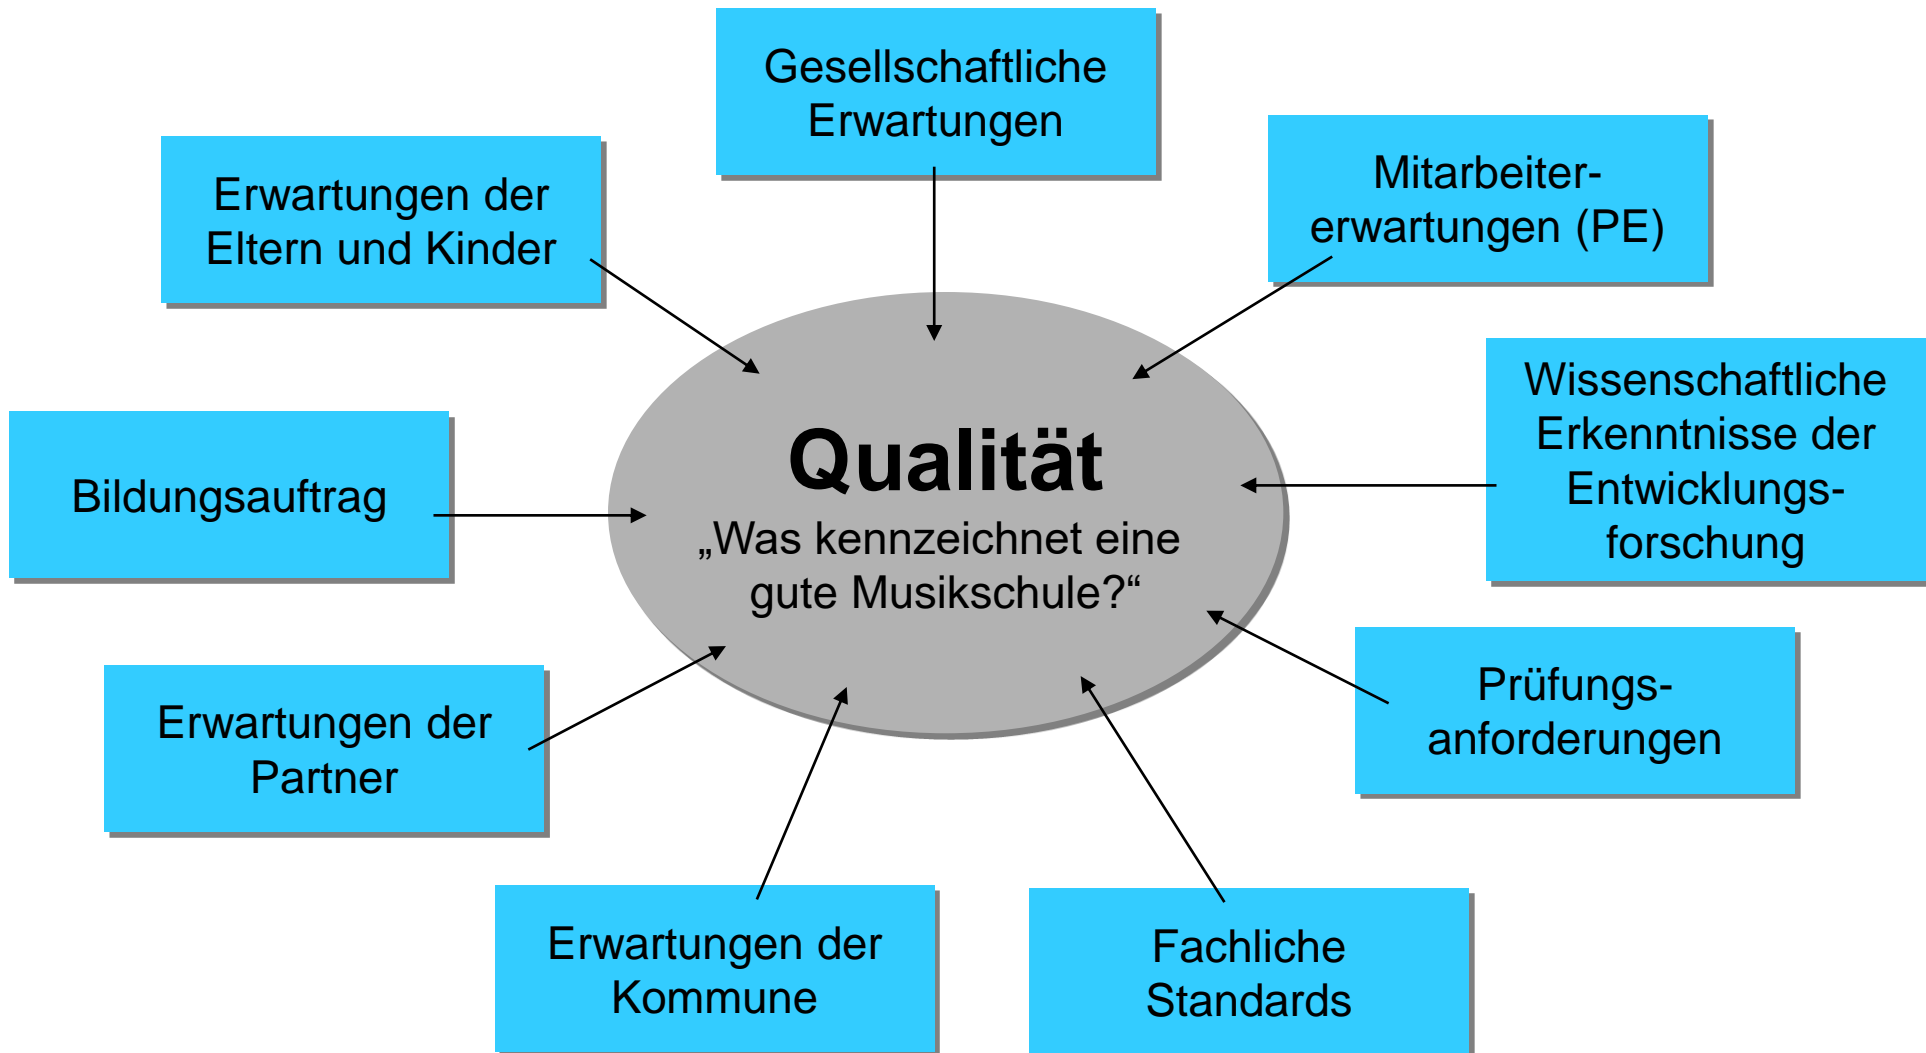 Gesellschaftliche
Erwartungen
Erwartungen der
Eltern und Kinder
Mitarbeiter-
erwartungen (PE)
Wissenschaftliche
Erkenntnisse der
Entwicklungs-
forschung
Bildungsauftrag
Qualität
„Was kennzeichnet eine
gute Musikschule?“
Prüfungs-
anforderungen
Erwartungen der
Partner
Erwartungen der
Kommune
Fachliche
Standards